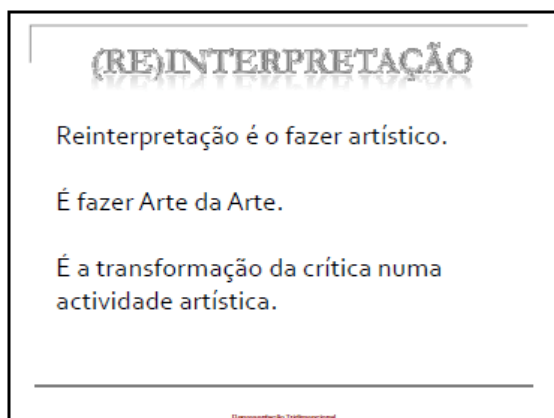 (RE)INTERPRETAÇÃO
Reinterpretação é o fazer artístico.
É fazer Arte da Arte.
É a transformação da crítica numa
actividade artística.